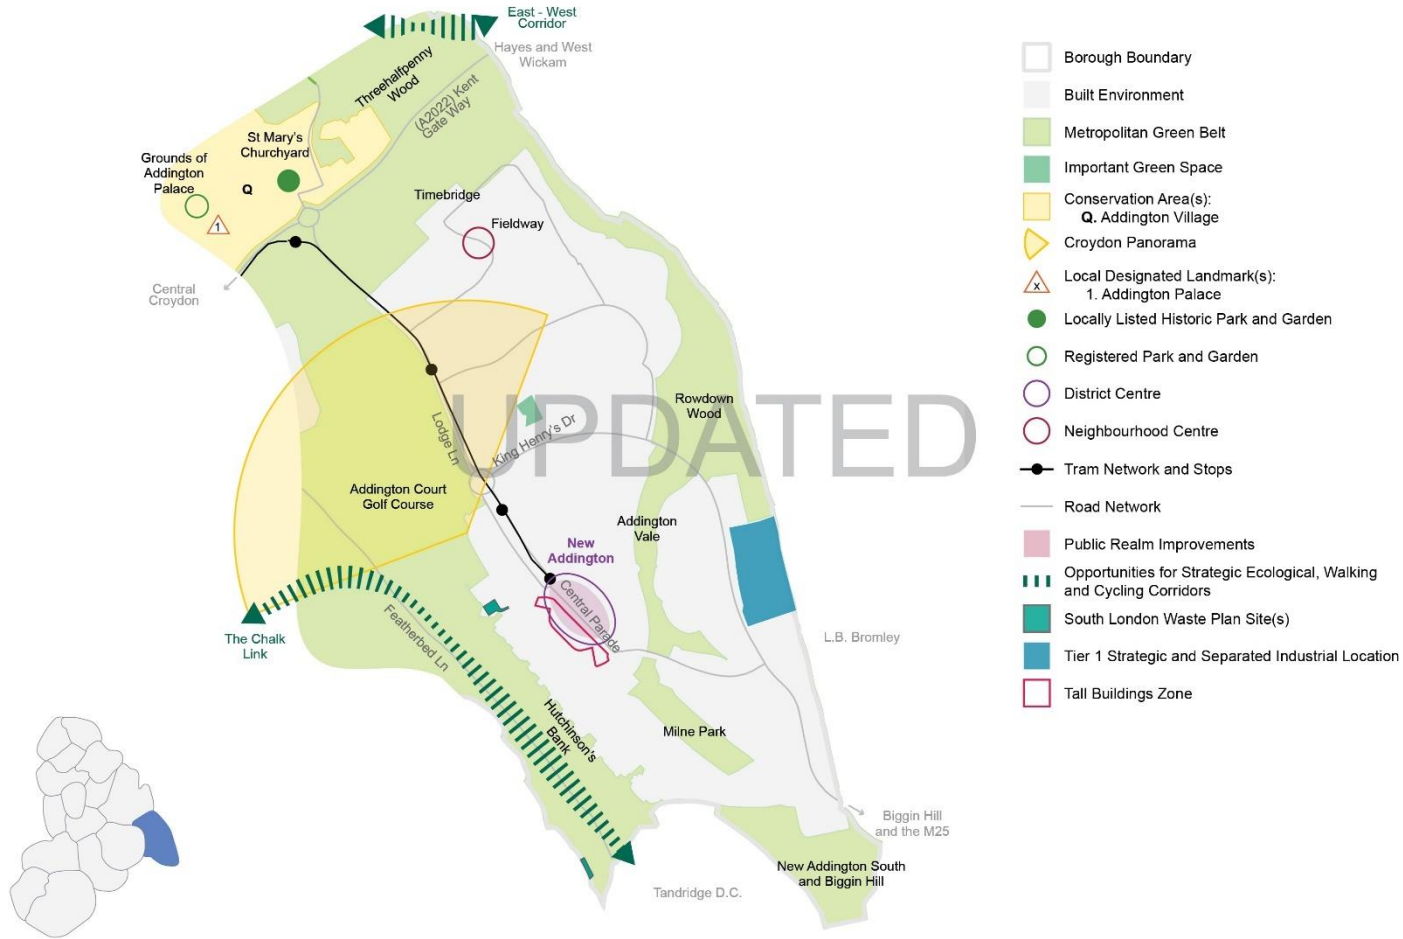 East - West
Corridor
Hayes and West
Wickam
Threehalfpenny
Wood
(A2022) Kent
Gate Way
St Mary's
Churchyard
Grounds of
Addington
Palace
Q
1
Timebridge
Fieldway
Central
Croydon
Rowdown
Wood
UPDATED
Lodge Ln
King Henry's Dr
Addington Court
Golf Course
Addington
Vale
New
Addington
Central Parade
The Chalk
Link
Featherbed Ln
L.B. Bromley
Hutchinson's
Bank
Milne Park
Biggin Hill
and the M25
New Addington South
and Biggin Hill
Tandridge D.C.
Borough Boundary
Built Environment
Metropolitan Green Belt
Important Green Space
Conservation Area(s):
Q. Addington Village
Croydon Panorama
x
Local Designated Landmark(s):
1. Addington Palace
Locally Listed Historic Park and Garden
Registered Park and Garden
District Centre
Neighbourhood Centre
Tram Network and Stops
Road Network
Public Realm Improvements
Opportunities for Strategic Ecological, Walking
and Cycling Corridors
South London Waste Plan Site(s)
Tier 1 Strategic and Separated Industrial Location
Tall Buildings Zone